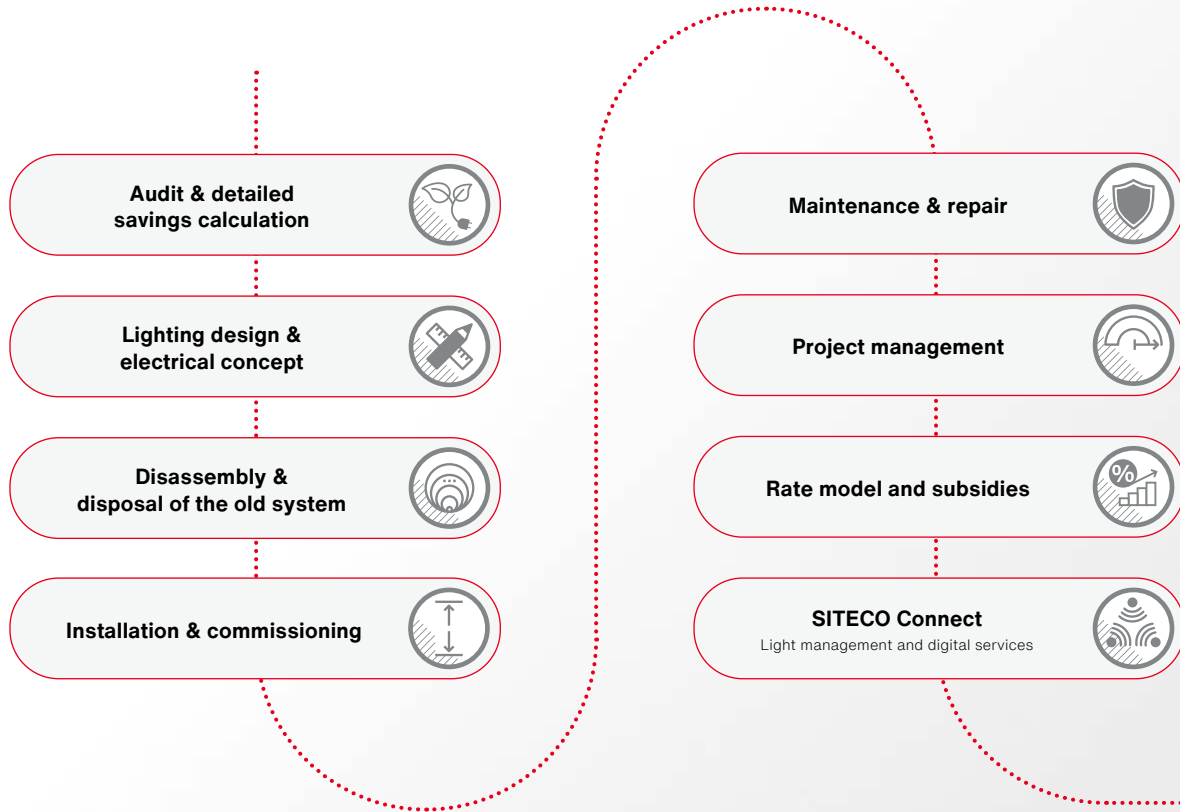 Audit & detailed
savings calculation
Lighting design &
electrical concept
Disassembly &
disposal of the old system
Installation & commissioning
Maintenance & repair
Project management
%
Rate model and subsidies
SITECO Connect
Light management and digital services